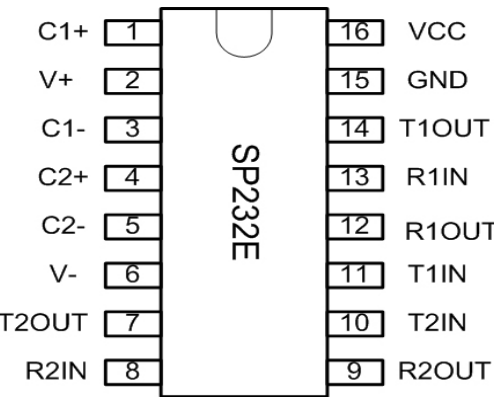 C1+ 1 16 VCC
V+ 2 15 GND
C1- 3 14 T1OUT
C2+ 4 13 R1IN
C2- 5 12 R1OUT
V- 6 11 T1IN
T2OUT 7 10 T2IN
R2IN 8 9 R2OUT
SP232E